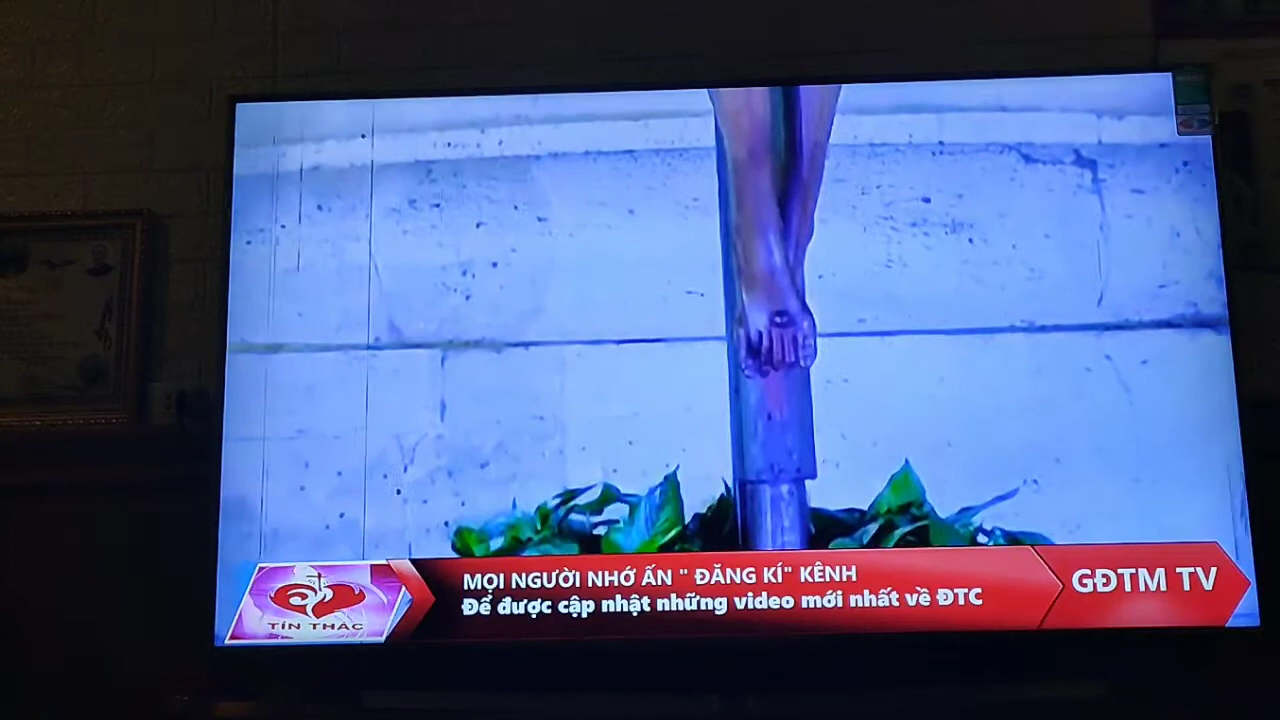 MỌI NGƯỜI NHỚ ẤN " ĐĂNG KÍ" KÊNH
Để được cập nhật những video mới nhất về ĐTC
GĐTM TV
TÍN THÁC